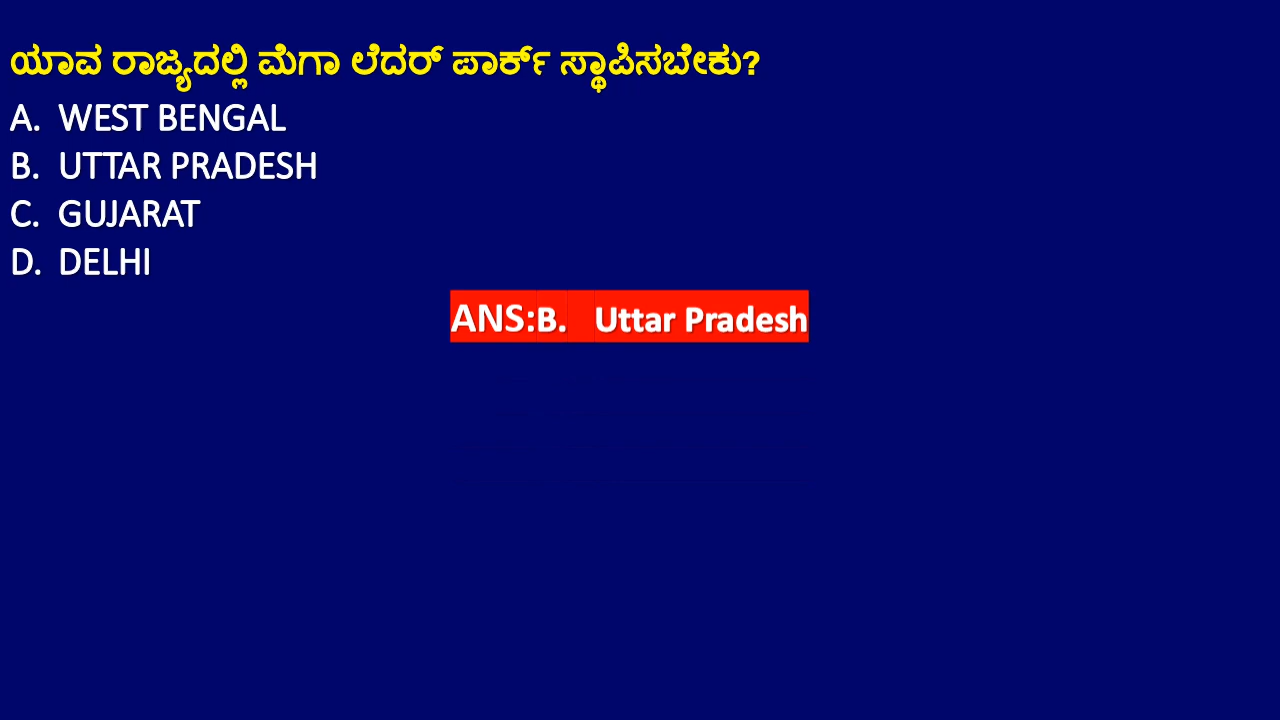 ಯಾವ ರಾಜ್ಯದಲ್ಲಿ ಮೆಗಾ ಲೆದರ್ ಪಾರ್ಕ್ ಸ್ಥಾಪಿಸಬೇಕು?
A. WEST BENGAL
B. UTTAR PRADESH
C. GUJARAT
D. DELHI
ANS:B. Uttar Pradesh